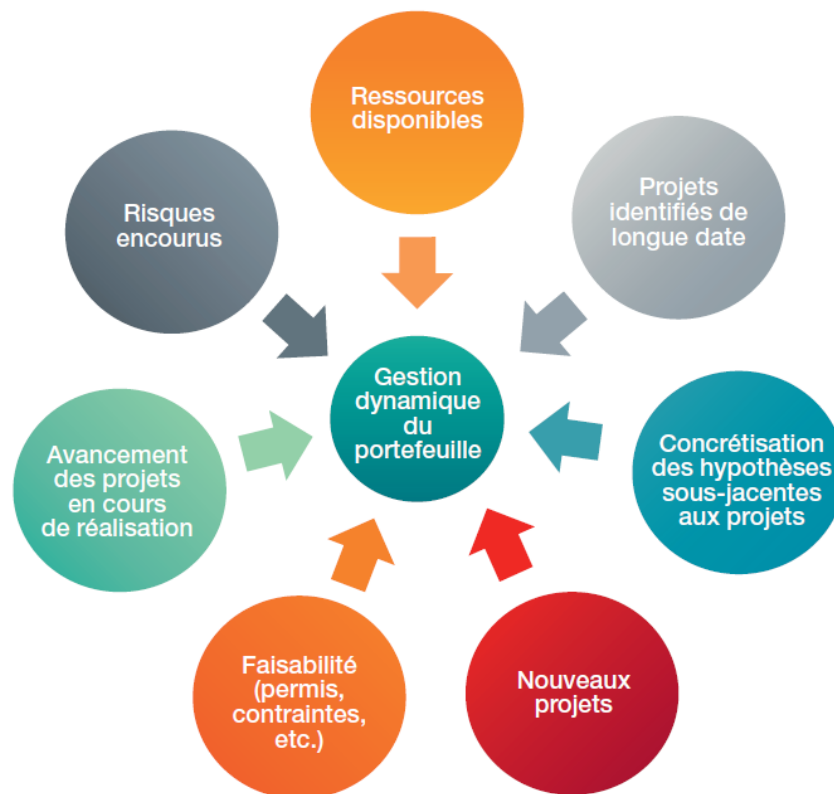 Ressources
disponibles
Projets
identifiés de
longue date
Risques
encourus
Gestion
dynamique
du
portefeuille
Concrétisation
des hypothèses
sous-jacentes
aux projets
Avancement
des projets
en cours
de réalisation
Faisabilité
(permis,
contraintes,
etc.)
Nouveaux
projets